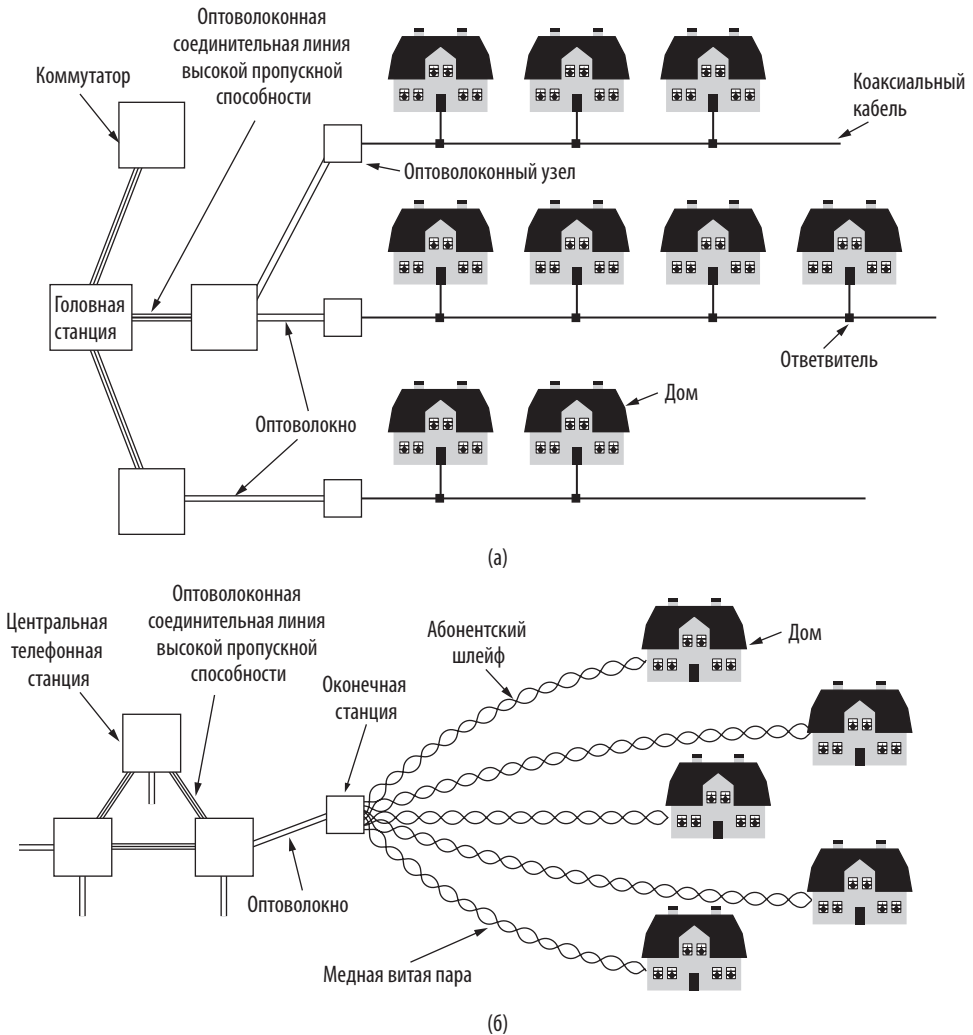 Оптоволоконная
соединительная линия
высокой пропускной
способности
Коммутатор
Коаксиальный
кабель
Оптоволоконный узел
Головная
станция
Ответвитель
Дом
Оптоволокно
(а)
Оптоволоконная
соединительная линия
высокой пропускной
способности
Центральная
телефонная
станция
Абонентский
шлейф
Дом
Оконечная
станция
Оптоволокно
Медная витая пара
(б)